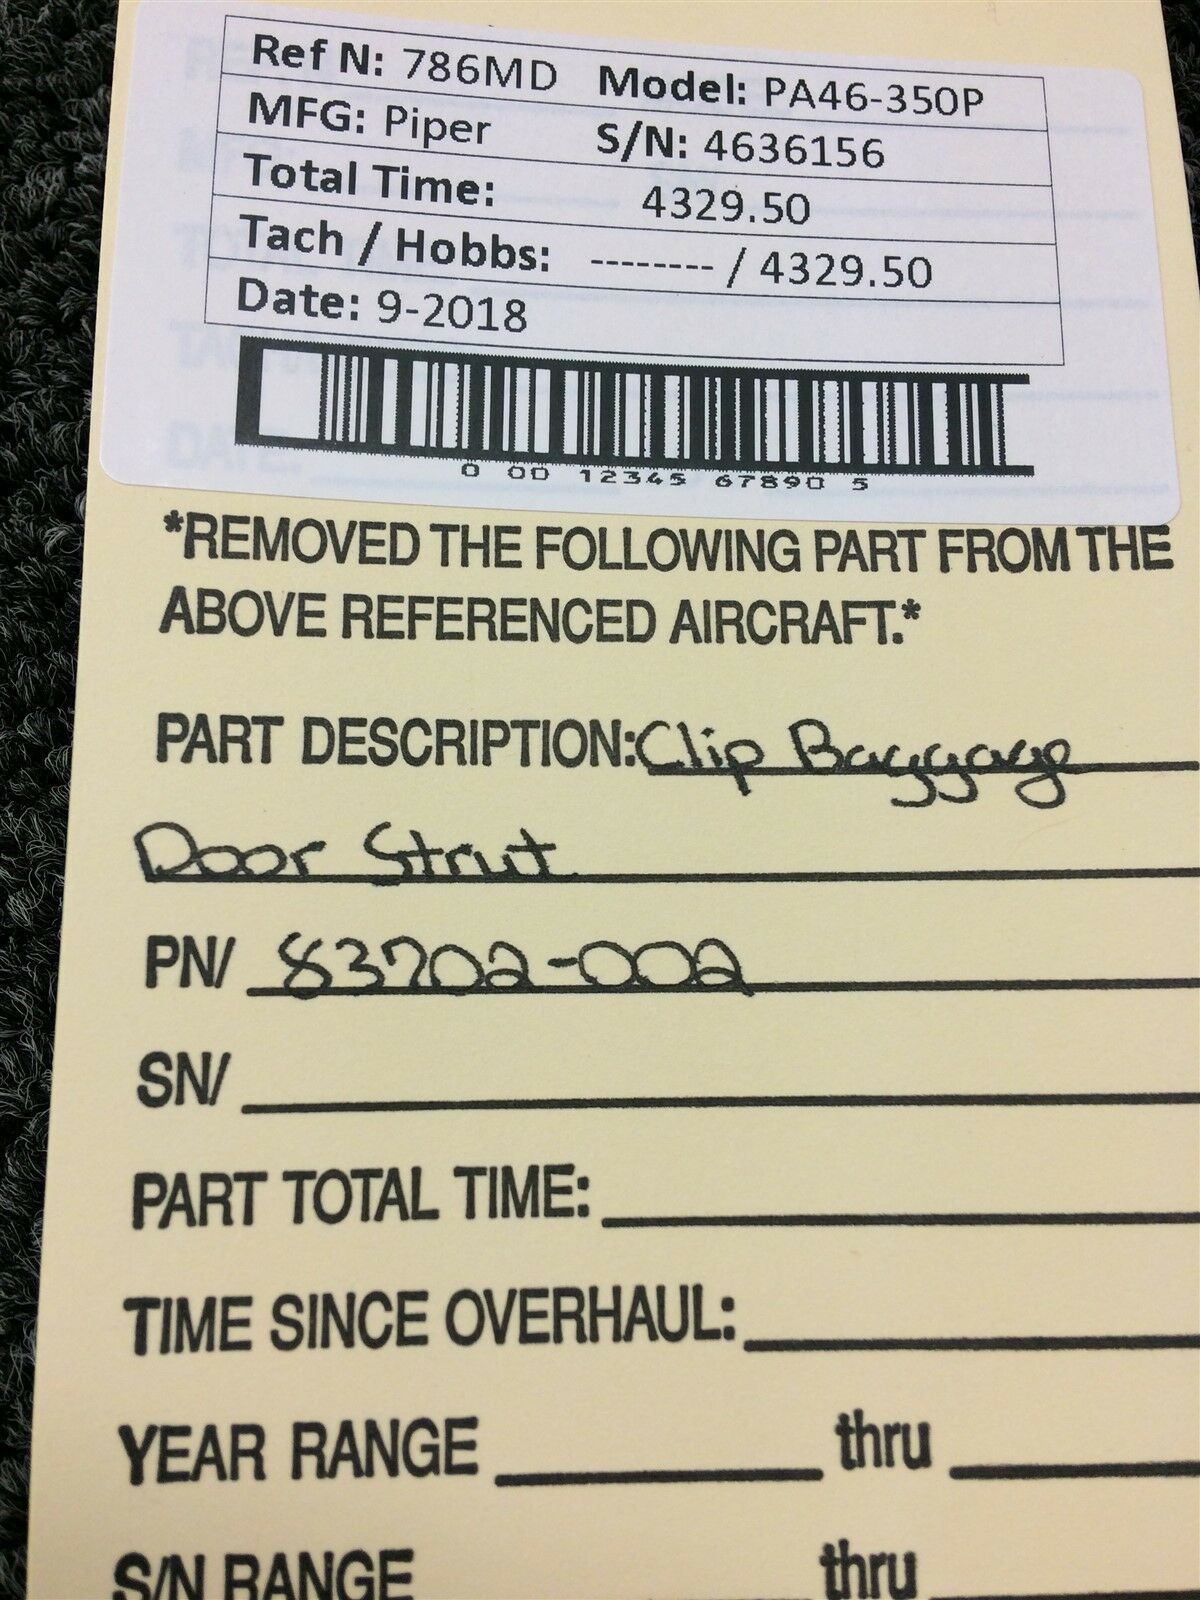 Ref N: 786MD Model: PA46-350P
MFG: Piper S/N: 4636156
Total Time: 4329.50
Tach / Hobbs: -------- / 4329.50
Date: 9-2018
0 00 12345 67890 5
*REMOVED THE FOLLOWING PART FROM THE
ABOVE REFERENCED AIRCRAFT.*
PART DESCRIPTION: Clip Baggage
Door Strut
PN/ 83702-002
SN/
PART TOTAL TIME:
TIME SINCE OVERHAUL:
YEAR RANGE thru
S/N RANGE thru